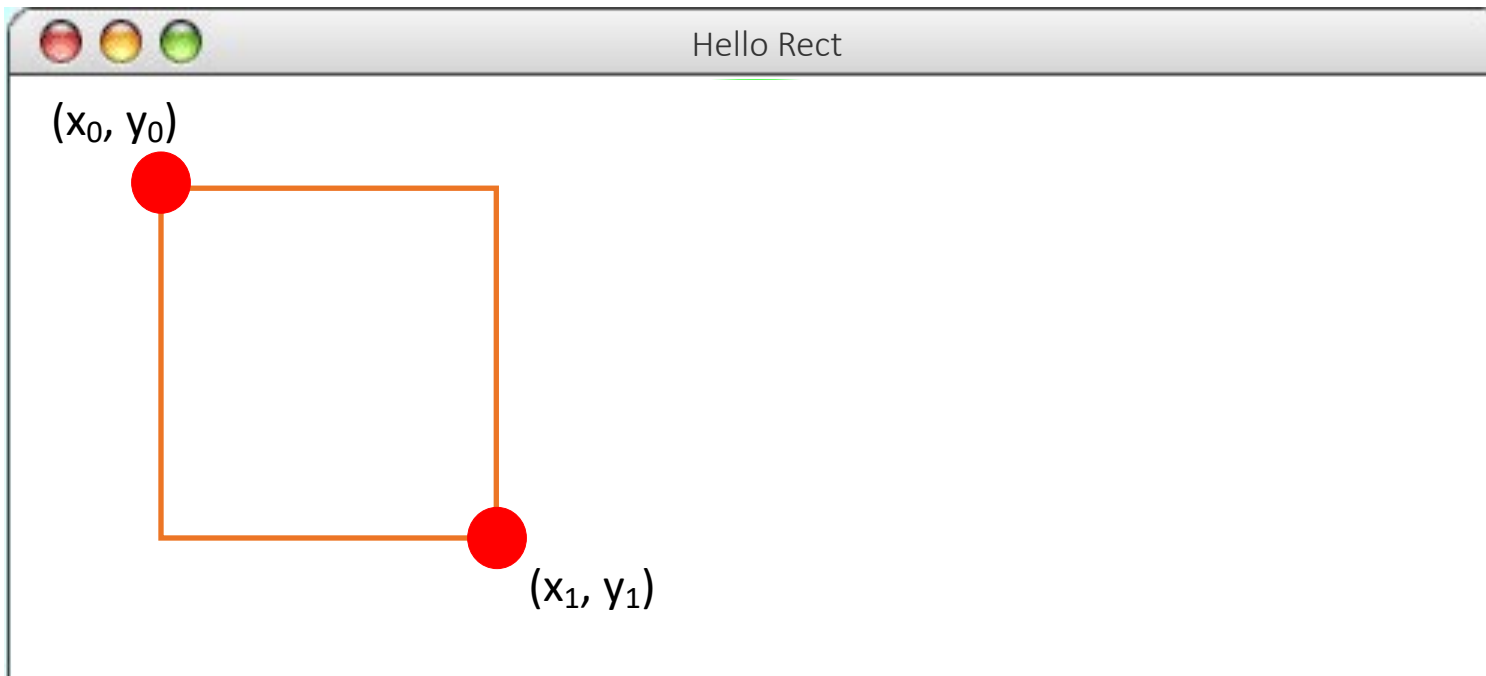 Hello Rect
(x₀, y₀)
(x₁, y₁)